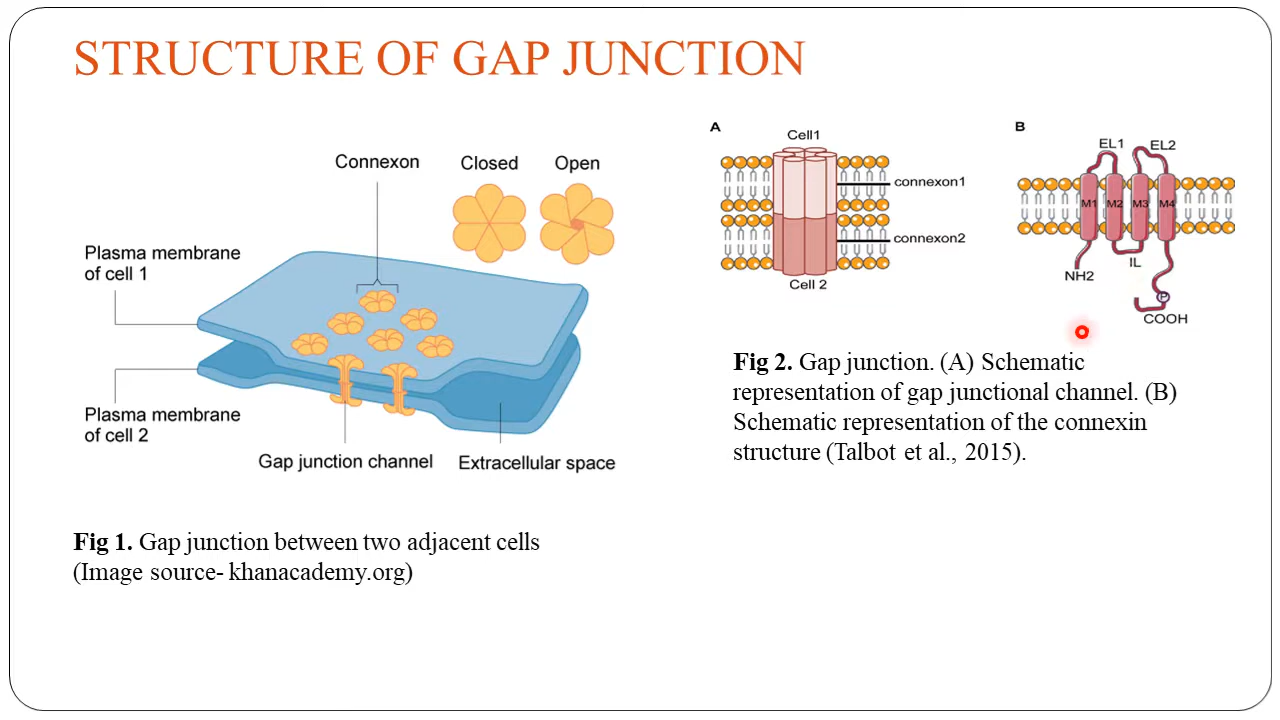 STRUCTURE OF GAP JUNCTION
Connexon
Closed
Open
Plasma membrane
of cell 1
Plasma membrane
of cell 2
Gap junction channel
Extracellular space
Fig 1. Gap junction between two adjacent cells
(Image source- khanacademy.org)
A
Cell1
connexon1
connexon2
Cell 2
B
EL1
EL2
M1
M2
M3
M4
NH2
IL
P
COOH
Fig 2. Gap junction. (A) Schematic
representation of gap junctional channel. (B)
Schematic representation of the connexin
structure (Talbot et al., 2015).